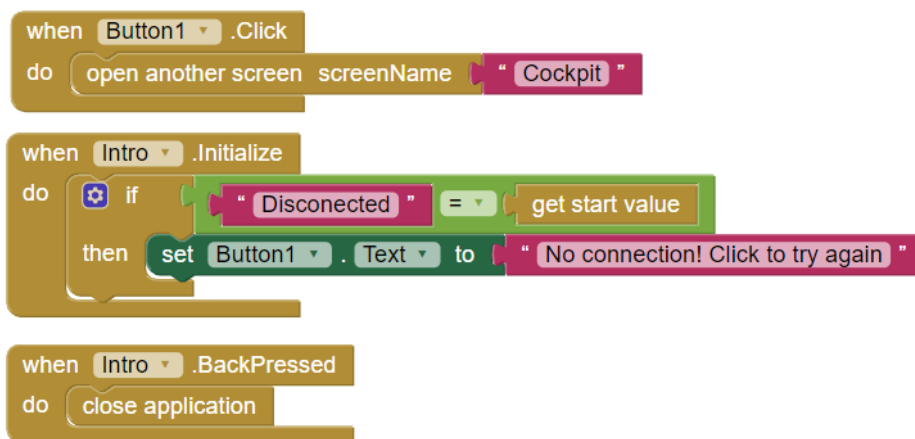 when Button1 .Click
do open another screen screenName " Cockpit "
when Intro .Initialize
do if " Disconected " = get start value
then set Button1 . Text to " No connection! Click to try again "
when Intro .BackPressed
do close application